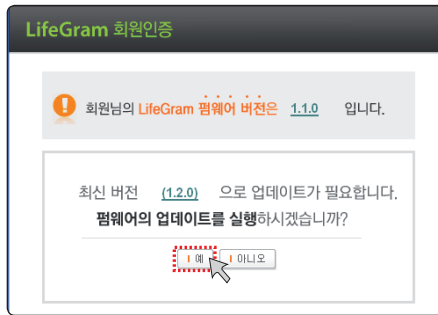 LifeGram 회원인증
회원님의 LifeGram 펌웨어 버전은 1.1.0 입니다.
최신 버전 (1.2.0) 으로 업데이트가 필요합니다.
펌웨어의 업데이트를 실행하시겠습니까?
예 아니오